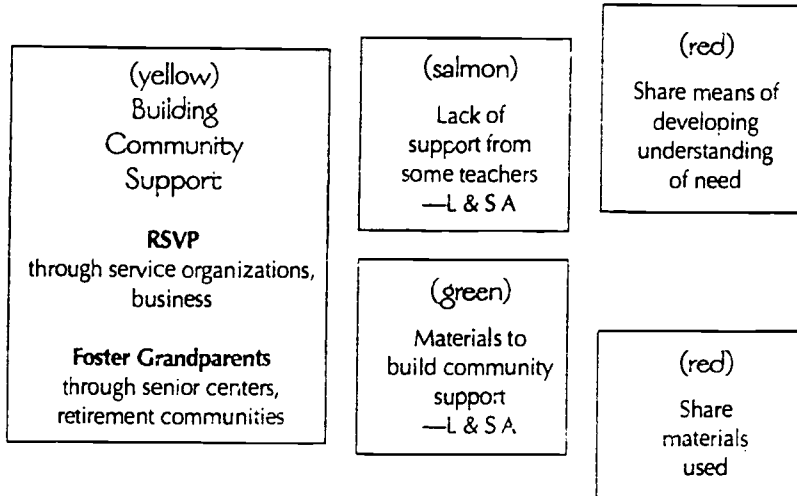 (yellow)
Building
Community
Support
RSVP
through service organizations,
business
Foster Grandparents
through senior centers,
retirement communities
(salmon)
Lack of
support from
some teachers
—L & S A
(green)
Materials to
build community
support
—L & S A
(red)
Share means of
developing
understanding
of need
(red)
Share
materials
used